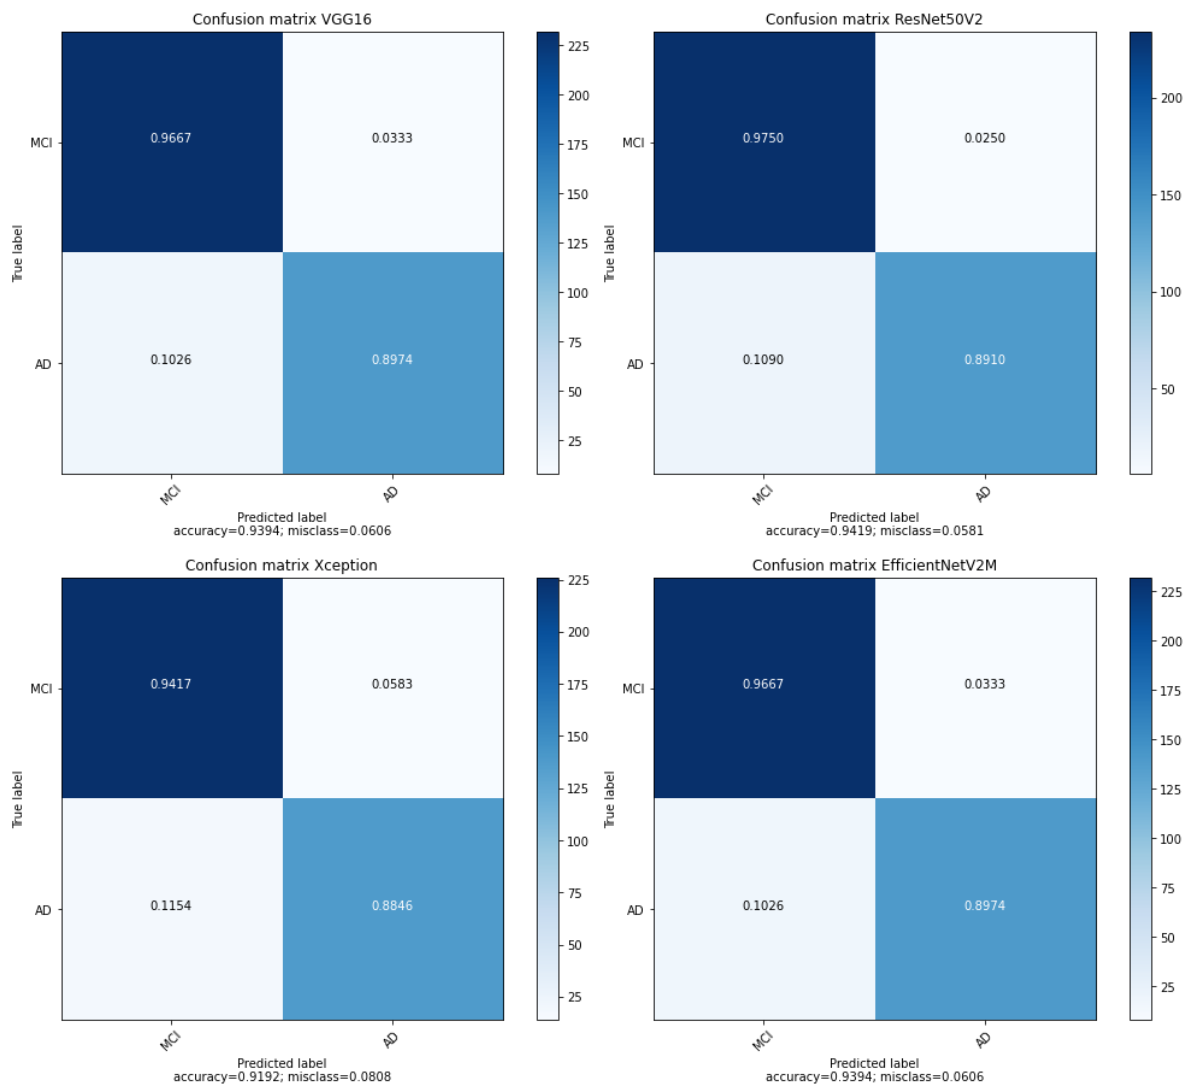 Confusion matrix VGG16
225
200
175
150
125
100
75
50
25
True label
MCI
0.9667
0.0333
AD
0.1026
0.8974
MCI
AD
Predicted label
accuracy=0.9394; misclass=0.0606
Confusion matrix ResNet50V2
200
150
100
50
True label
MCI
0.9750
0.0250
AD
0.1090
0.8910
MCI
AD
Predicted label
accuracy=0.9419; misclass=0.0581
Confusion matrix Xception
225
200
175
150
125
100
75
50
25
True label
MCI
0.9417
0.0583
AD
0.1154
0.8846
MCI
AD
Predicted label
accuracy=0.9192; misclass=0.0808
Confusion matrix EfficientNetV2M
225
200
175
150
125
100
75
50
25
True label
MCI
0.9667
0.0333
AD
0.1026
0.8974
MCI
AD
Predicted label
accuracy=0.9394; misclass=0.0606